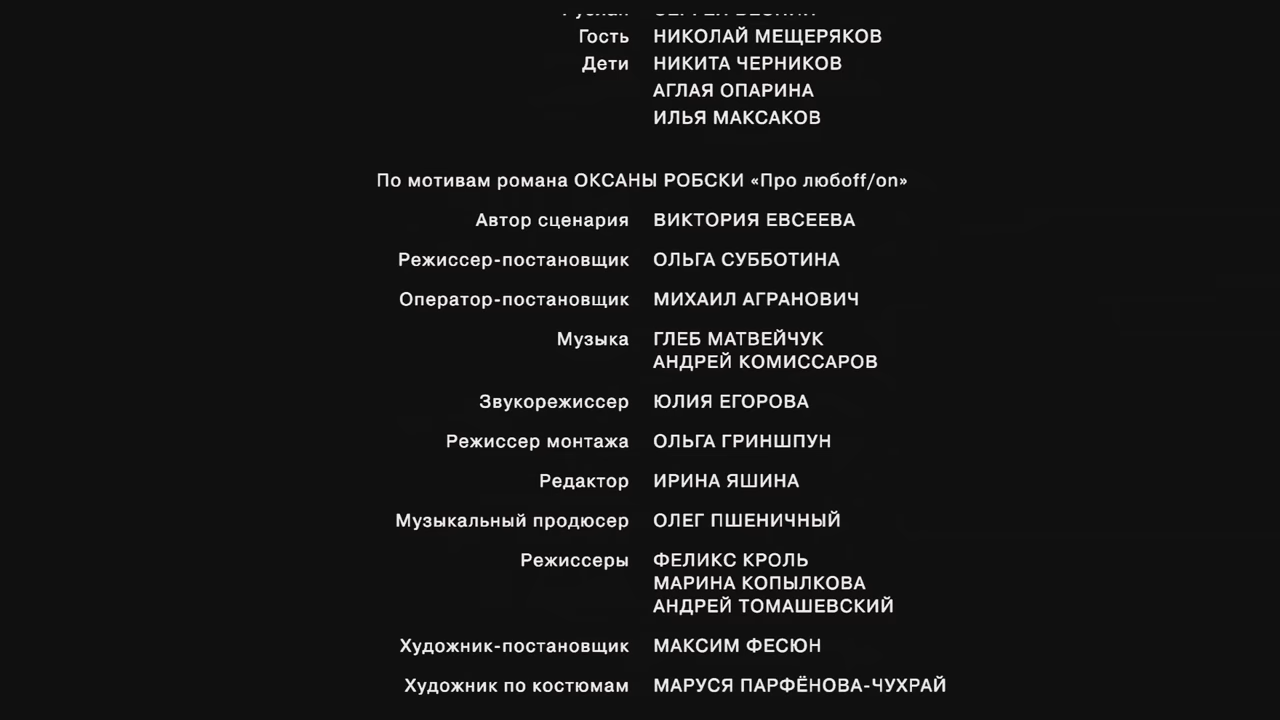 Гость НИКОЛАЙ МЕЩЕРЯКОВ
Дети НИКИТА ЧЕРНИКОВ
АГЛАЯ ОПАРИНА
ИЛЬЯ МАКСАКОВ
По мотивам романа ОКСАНЫ РОБСКИ «Про любоff/on»
Автор сценария ВИКТОРИЯ ЕВСЕЕВА
Режиссер-постановщик ОЛЬГА СУББОТИНА
Оператор-постановщик МИХАИЛ АГРАНОВИЧ
Музыка ГЛЕБ МАТВЕЙЧУК
АНДРЕЙ КОМИССАРОВ
Звукорежиссер ЮЛИЯ ЕГОРОВА
Режиссер монтажа ОЛЬГА ГРИНШПУН
Редактор ИРИНА ЯШИНА
Музыкальный продюсер ОЛЕГ ПШЕНИЧНЫЙ
Режиссеры ФЕЛИКС КРОЛЬ
МАРИНА КОПЫЛКОВА
АНДРЕЙ ТОМАШЕВСКИЙ
Художник-постановщик МАКСИМ ФЕСЮН
Художник по костюмам МАРУСЯ ПАРФЁНОВА-ЧУХРАЙ